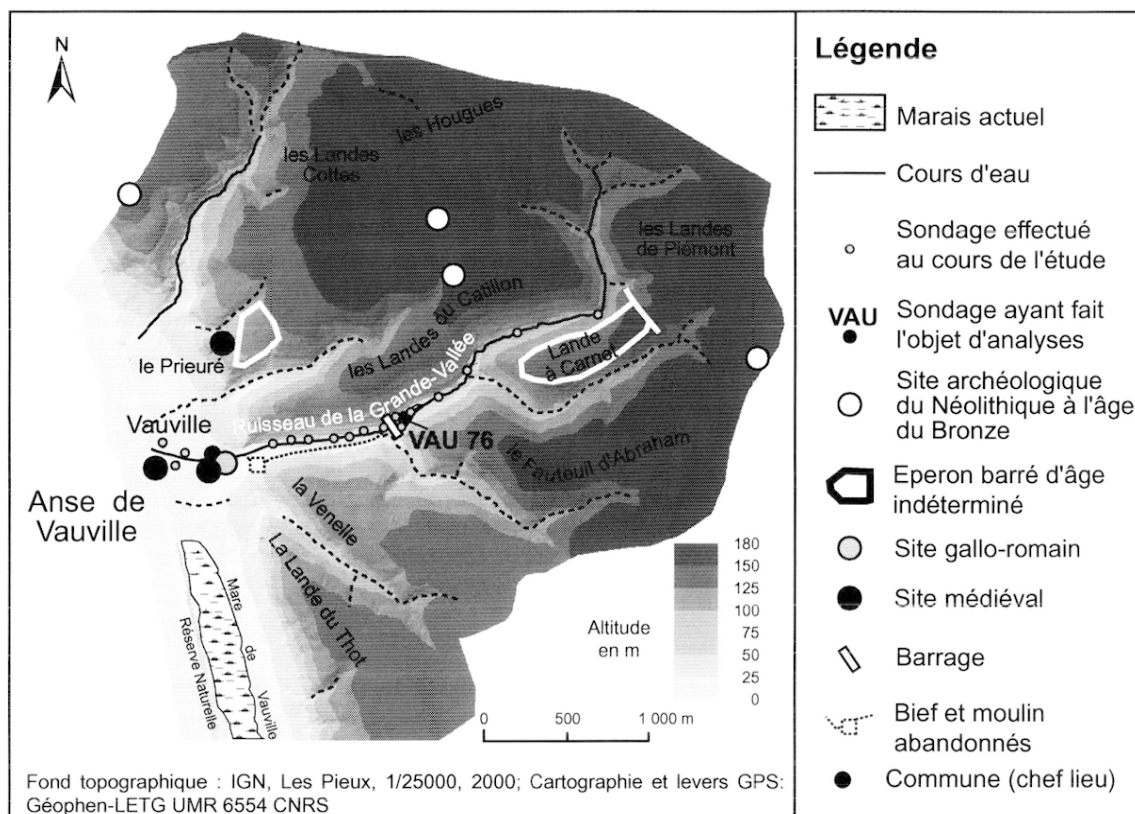 N
les Hougues
les Landes
Cottes
les Landes
de Piémont
les Landes du Catillon
le Prieuré
Lande
à Carnet
Ruisseau de la Grande-Vallée
Vauville
VAU 76
le Fauteuil d'Abraham
Anse de
Vauville
la Venelle
La Lande du Thot
Mare de Vauville
Réserve Naturelle
Altitude
en m
180
150
125
100
75
50
25
0
0 500 1 000 m
Fond topographique : IGN, Les Pieux, 1/25000, 2000; Cartographie et levers GPS:
Géophen-LETG UMR 6554 CNRS
Légende
Marais actuel
Cours d'eau
Sondage effectué
au cours de l'étude
VAU
Sondage ayant fait
l'objet d'analyses
Site archéologique
du Néolithique à l'âge
du Bronze
Eperon barré d'âge
indéterminé
Site gallo-romain
Site médiéval
Barrage
Bief et moulin
abandonnés
Commune (chef lieu)